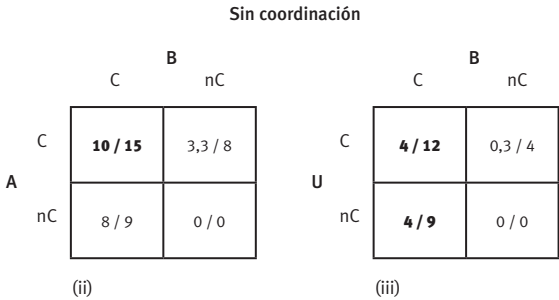 Sin coordinación
B B
C nC C nC
C 10 / 15 3,3 / 8 C 4 / 12 0,3 / 4
A U
nC 8 / 9 0 / 0 nC 4 / 9 0 / 0
(ii) (iii)